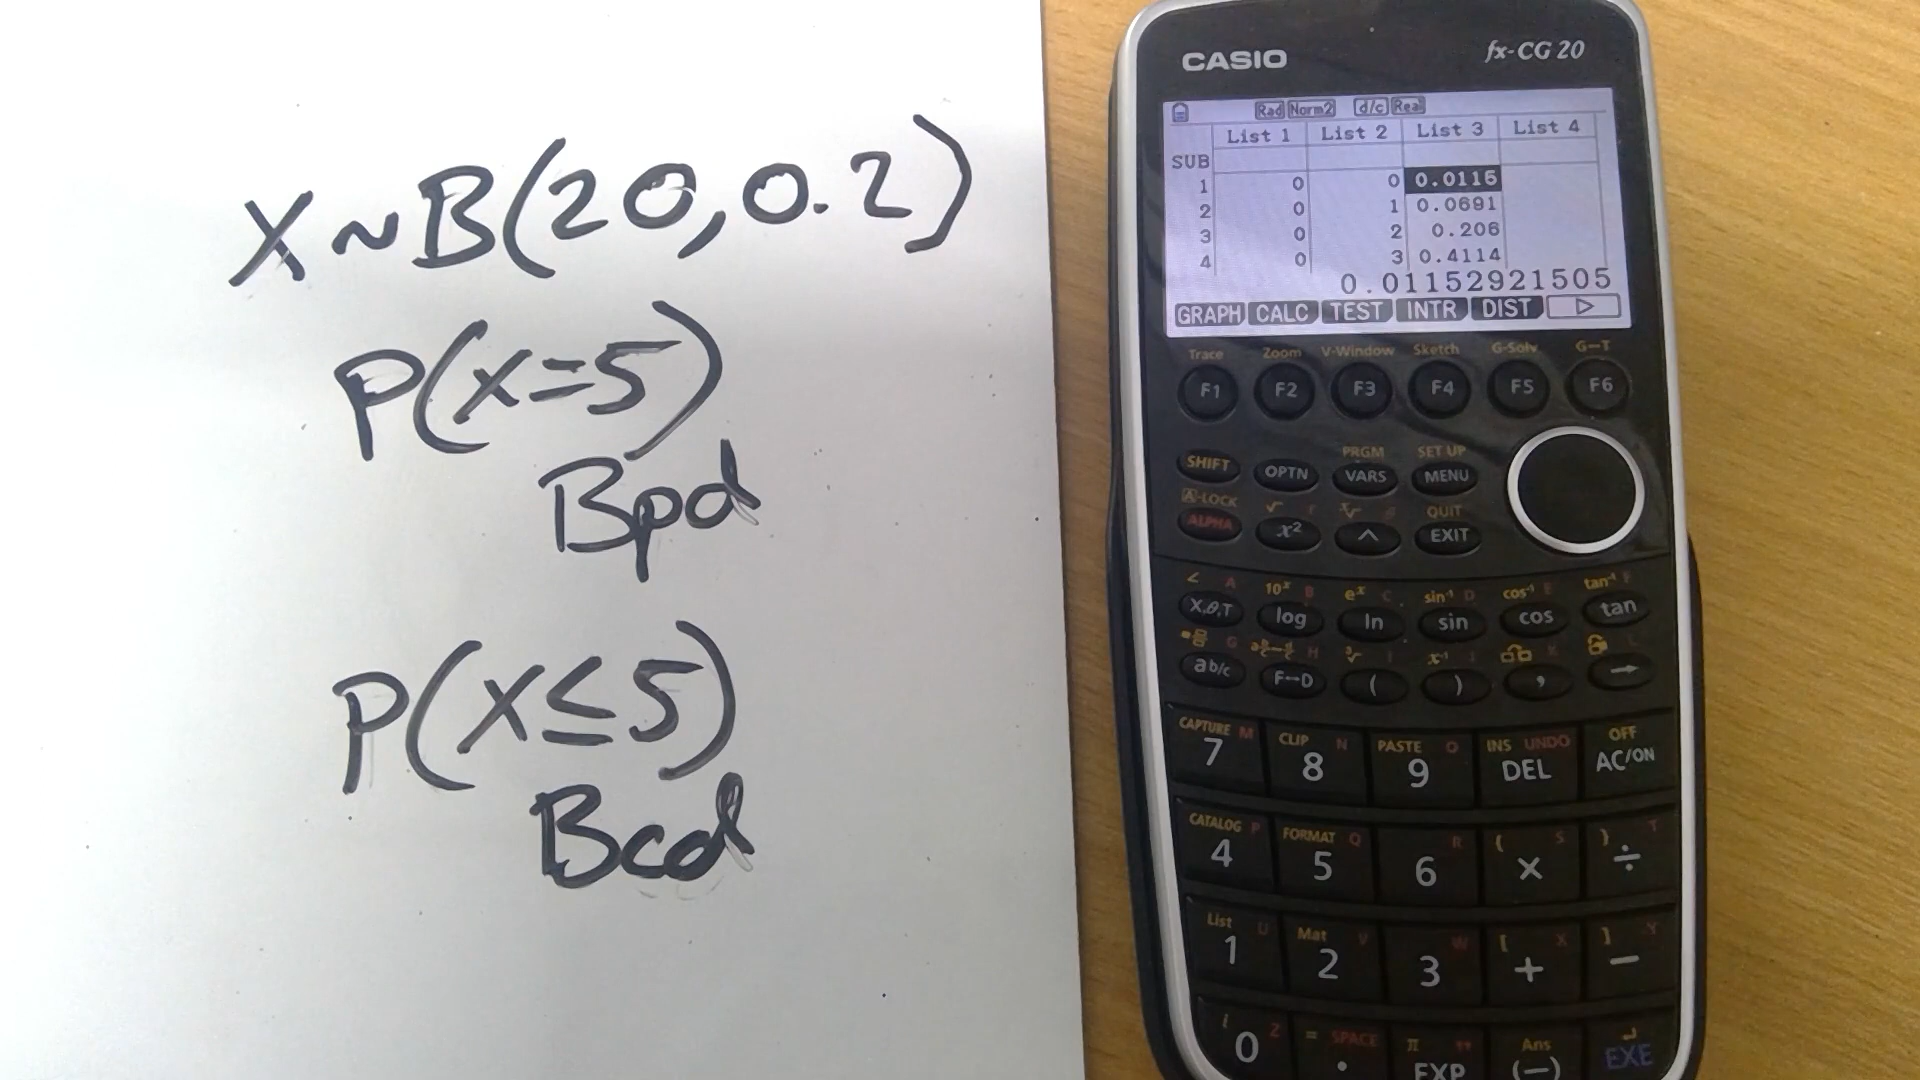 X~B(20,0.2)
P(x=5)
Bpd
P(x≤5)
Bcd
CASIO fx-CG 20
Rad Norm2 d/c Real
List 1 List 2 List 3 List 4
SUB
1 0 0 0.0115
2 0 1 0.0691
3 0 2 0.206
4 0 3 0.4114
0.01152921505
GRAPH CALC TEST INTR DIST
Trace Zoom V-Window Sketch G-Solv G↔T
F1 F2 F3 F4 F5 F6
PRGM SET UP
SHIFT OPTN VARS MENU
A-LOCK QUIT
ALPHA x² ^ EXIT
∠ A 10ˣ B eˣ C sin⁻¹ D cos⁻¹ E tan⁻¹ F
X,θ,T log ln sin cos tan
G H I x⁻¹ J K L
ab/c F↔D ( ) , →
CAPTURE M CLIP N PASTE O INS UNDO OFF
7 8 9 DEL AC/ON
CATALOG P FORMAT Q R { S } T
4 5 6 × ÷
List U Mat V W [ X ] Y
1 2 3 + −
i Z = SPACE π " Ans ↵
0 . EXP (−) EXE